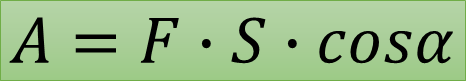 A = F · S · cosα